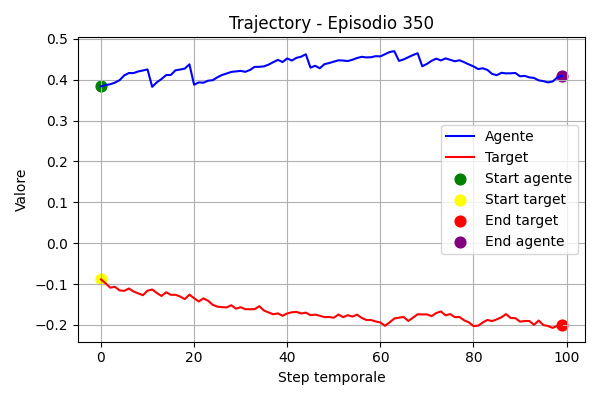 Trajectory - Episodio 350
Valore
0.5
0.4
0.3
0.2
0.1
0.0
−0.1
−0.2
Agente
Target
Start agente
Start target
End target
End agente
0 20 40 60 80 100
Step temporale